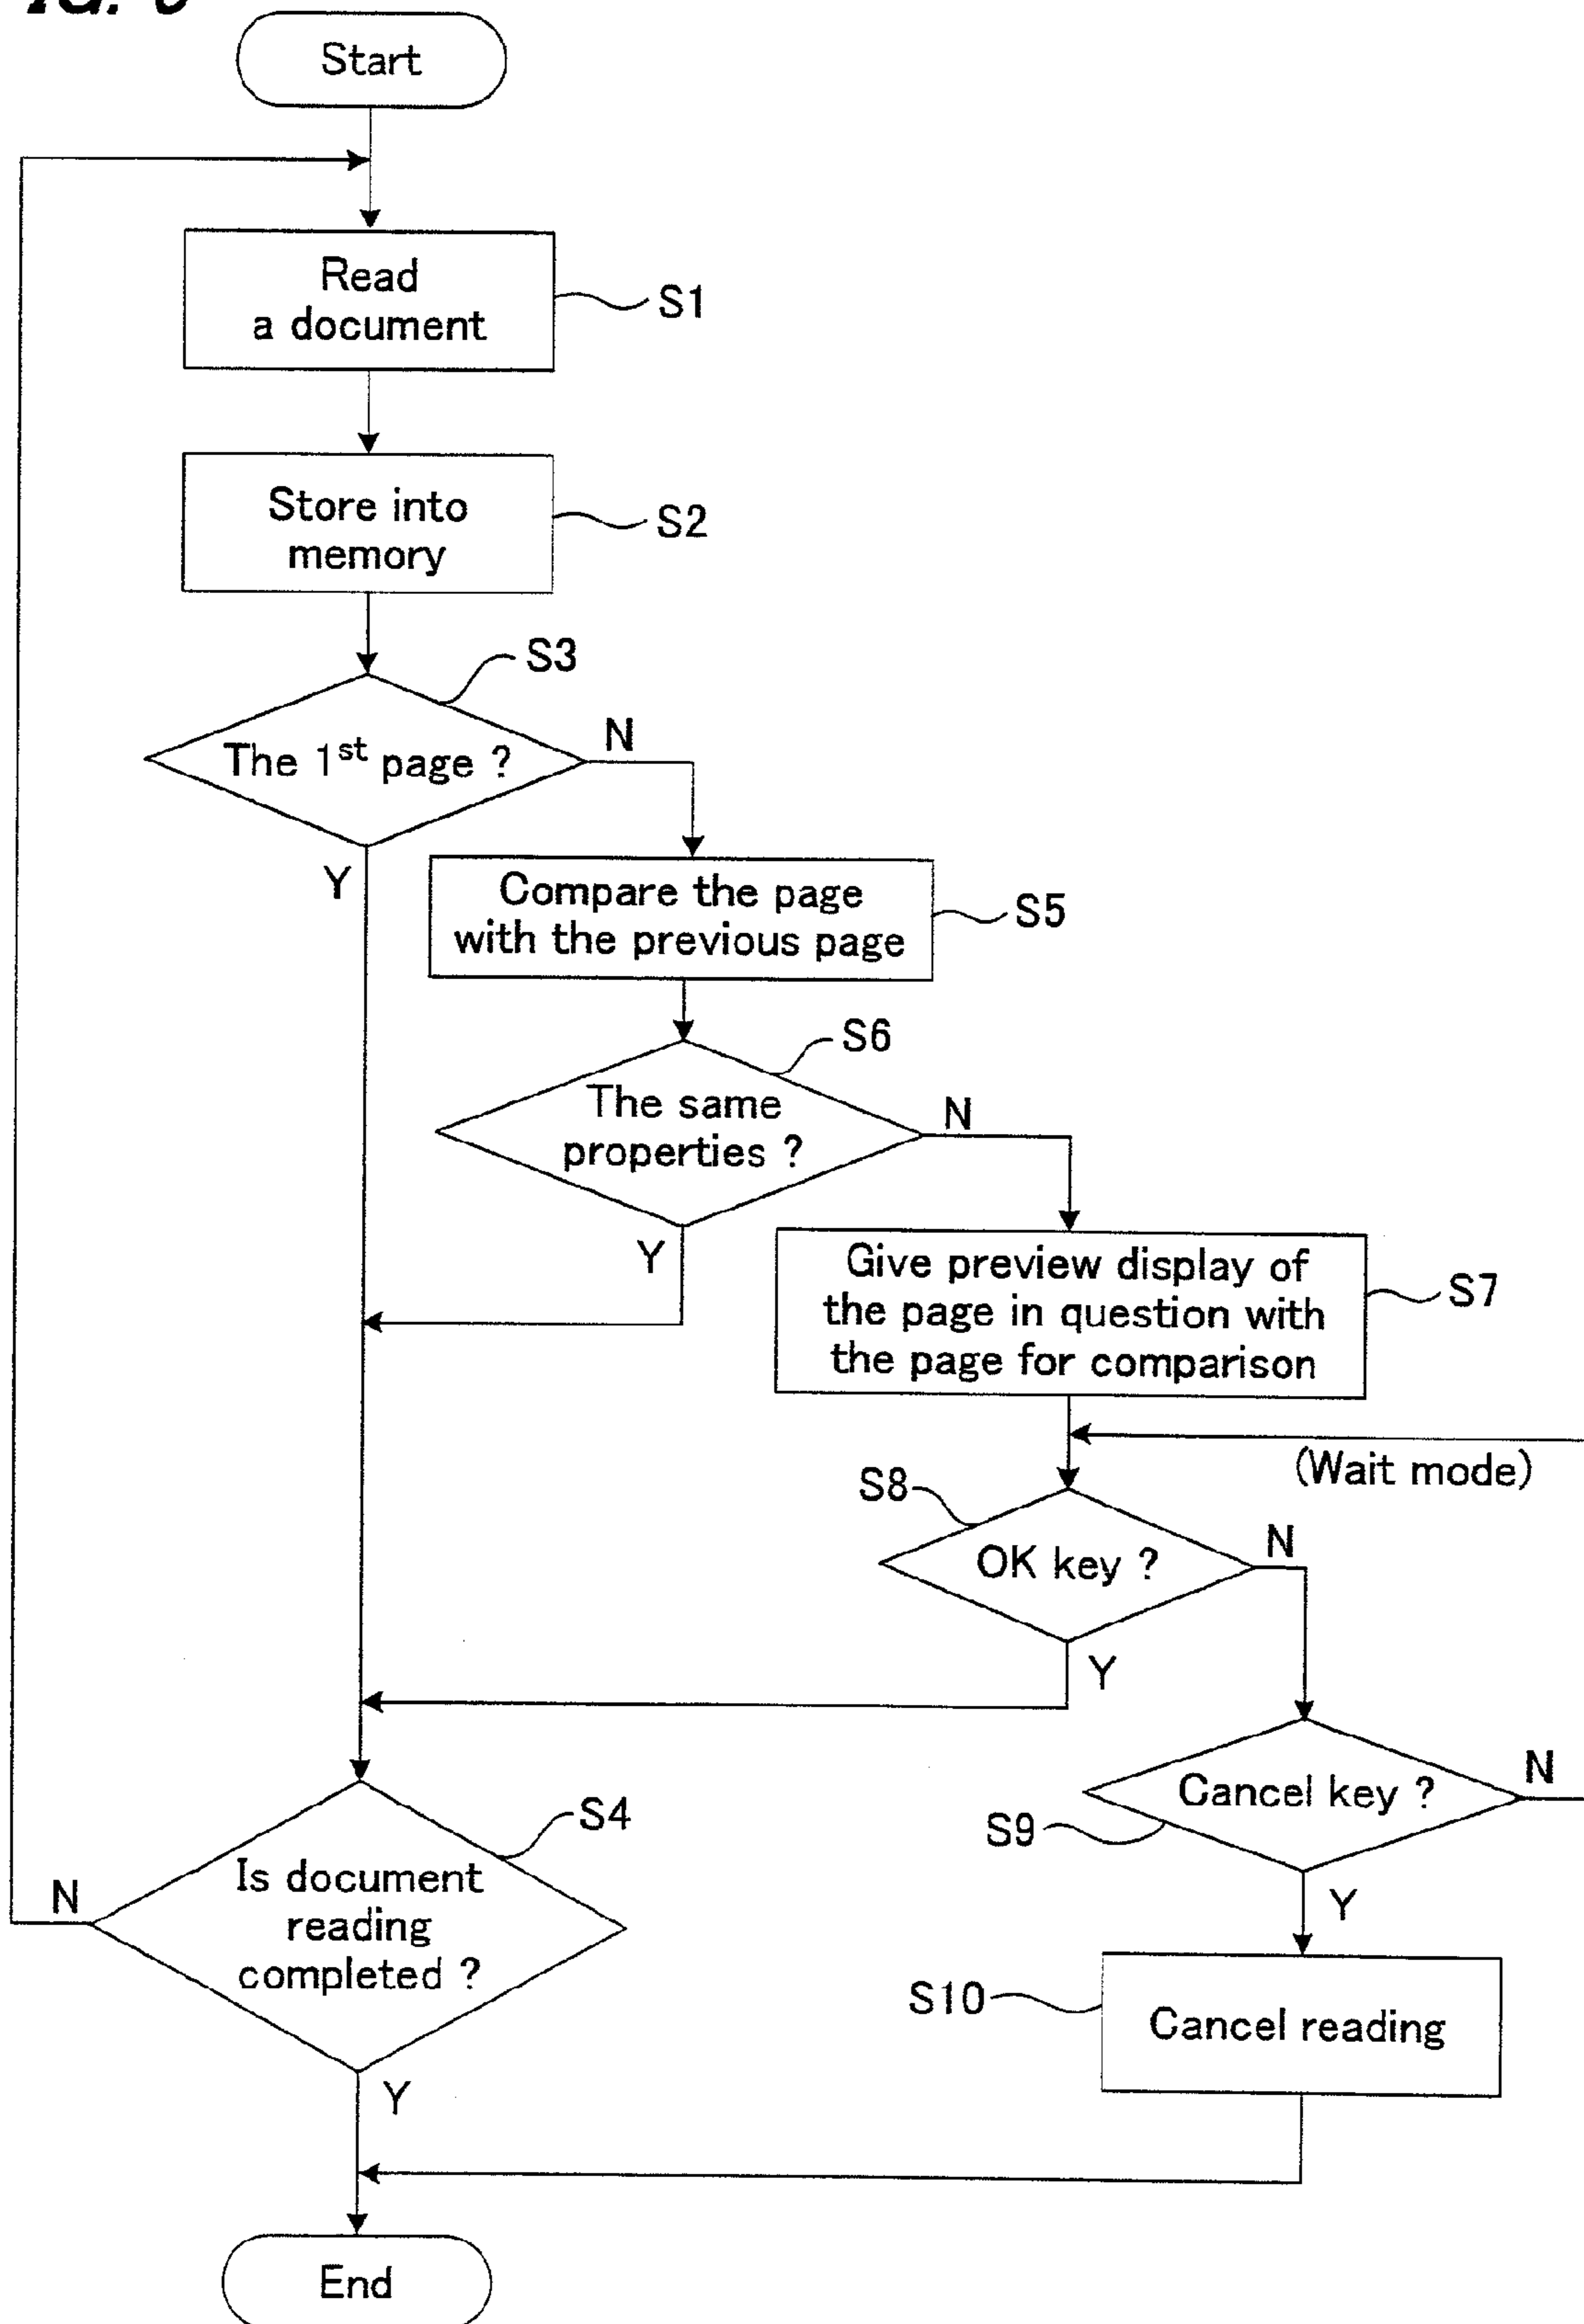 Start
Read
a document
S1
Store into
memory
S2
S3
The 1st page ?
N
Y
Compare the page
with the previous page
S5
S6
The same
properties ?
N
Y
Give preview display of
the page in question with
the page for comparison
S7
(Wait mode)
S8
OK key ?
N
Y
Cancel key ?
N
S9
Y
S4
Is document
reading
completed ?
N
Y
S10
Cancel reading
End